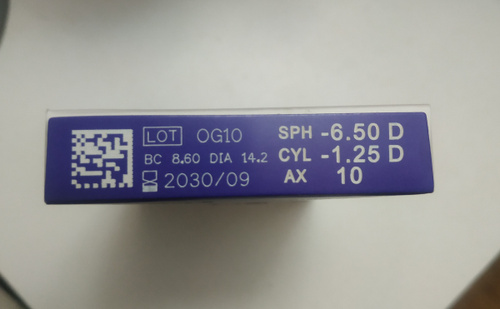 LOT OG10
BC 8.60 DIA 14.2
2030/09
SPH -6.50 D
CYL -1.25 D
AX 10